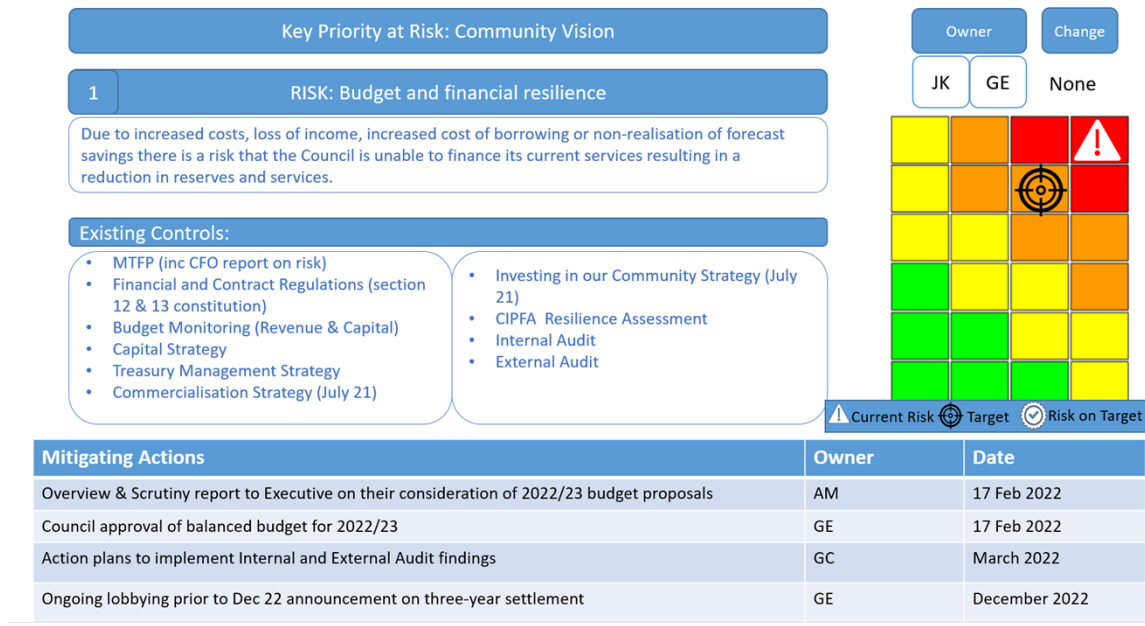 Key Priority at Risk: Community Vision
Owner
Change
1
RISK: Budget and financial resilience
JK
GE
None
Due to increased costs, loss of income, increased cost of borrowing or non-realisation of forecast
savings there is a risk that the Council is unable to finance its current services resulting in a
reduction in reserves and services.
Existing Controls:
• MTFP (inc CFO report on risk)
• Financial and Contract Regulations (section
12 & 13 constitution)
• Budget Monitoring (Revenue & Capital)
• Capital Strategy
• Treasury Management Strategy
• Commercialisation Strategy (July 21)
• Investing in our Community Strategy (July
21)
• CIPFA Resilience Assessment
• Internal Audit
• External Audit
Current Risk Target Risk on Target
Mitigating Actions Owner Date
Overview & Scrutiny report to Executive on their consideration of 2022/23 budget proposals AM 17 Feb 2022
Council approval of balanced budget for 2022/23 GE 17 Feb 2022
Action plans to implement Internal and External Audit findings GC March 2022
Ongoing lobbying prior to Dec 22 announcement on three-year settlement GE December 2022